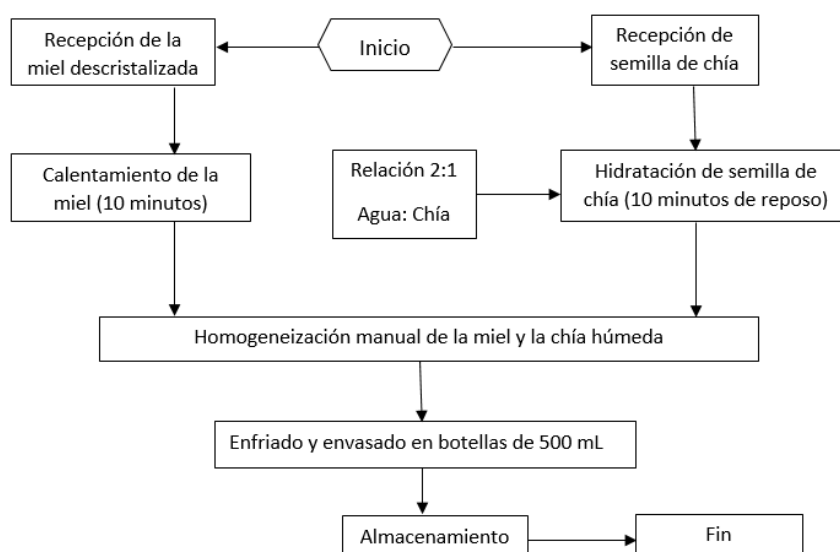 Recepción de la
miel descristalizada
Inicio
Recepción de
semilla de chía
Calentamiento de la
miel (10 minutos)
Relación 2:1
Agua: Chía
Hidratación de semilla de
chía (10 minutos de reposo)
Homogeneización manual de la miel y la chía húmeda
Enfriado y envasado en botellas de 500 mL
Almacenamiento
Fin